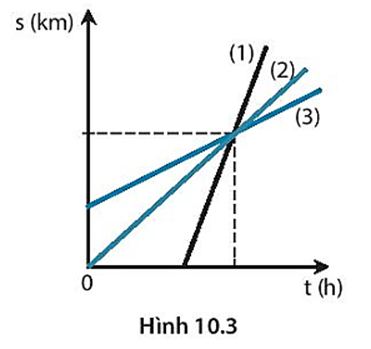 s (km)
(1)
(2)
(3)
0
t (h)
Hình 10.3